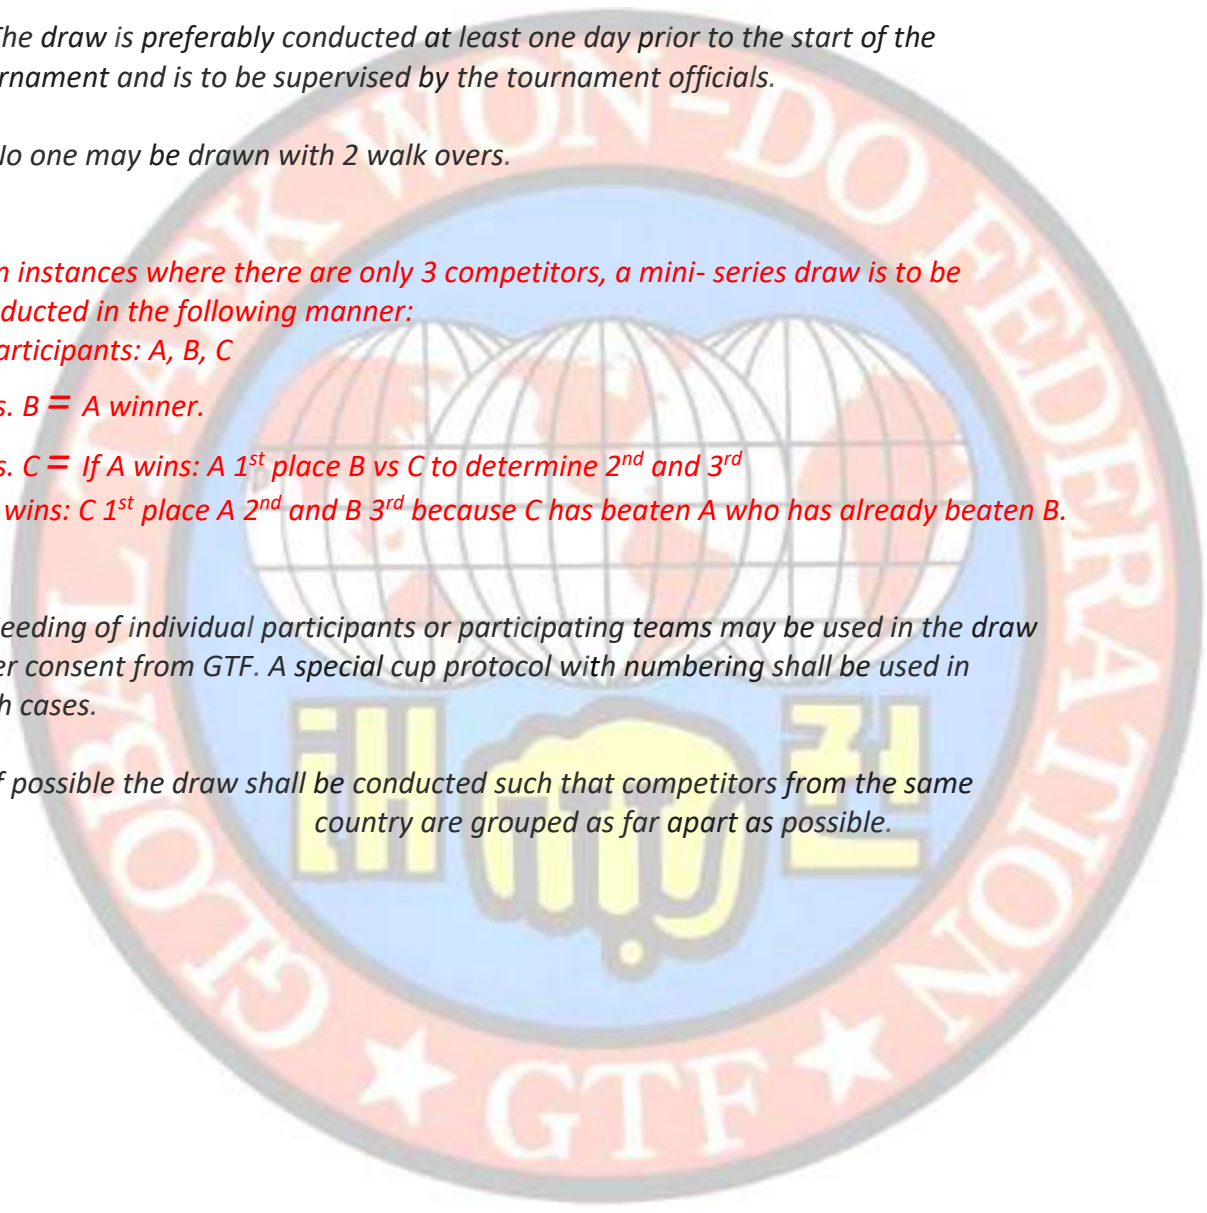 The draw is preferably conducted at least one day prior to the start of the
rnament and is to be supervised by the tournament officials.
No one may be drawn with 2 walk overs.
n instances where there are only 3 competitors, a mini- series draw is to be
ducted in the following manner:
articipants: A, B, C
s. B = A winner.
s. C = If A wins: A 1st place B vs C to determine 2nd and 3rd
wins: C 1st place A 2nd and B 3rd because C has beaten A who has already beaten B.
eeding of individual participants or participating teams may be used in the draw
er consent from GTF. A special cup protocol with numbering shall be used in
h cases.
f possible the draw shall be conducted such that competitors from the same
country are grouped as far apart as possible.
GLOBAL TASK WON-DO FEDERATION
GTF